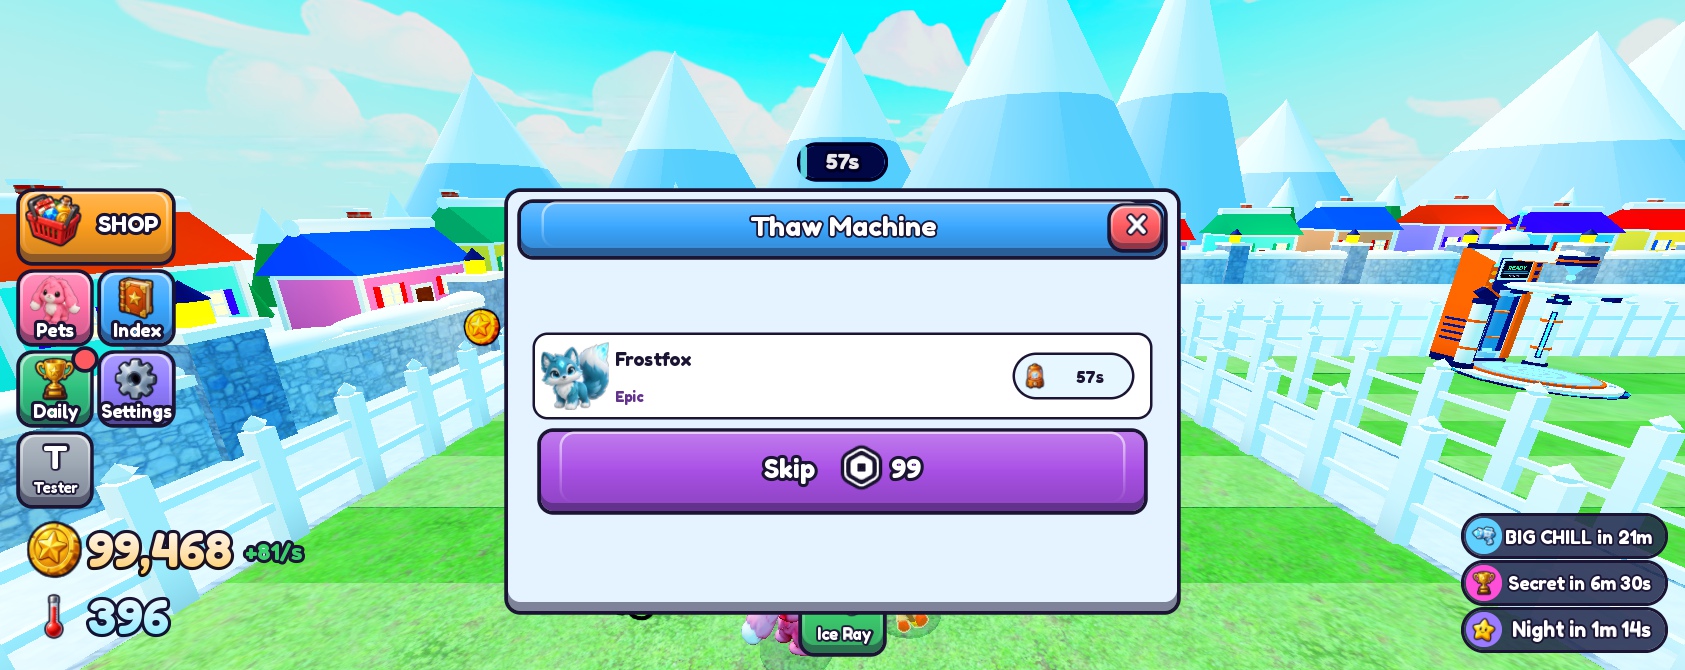 57s
Thaw Machine
SHOP
READY
Pets
Index
Frostfox
57s
Epic
Daily
Settings
T
Tester
Skip 99
99,468 +81/s
396
BIG CHILL in 21m
Secret in 6m 30s
Night in 1m 14s
Ice Ray